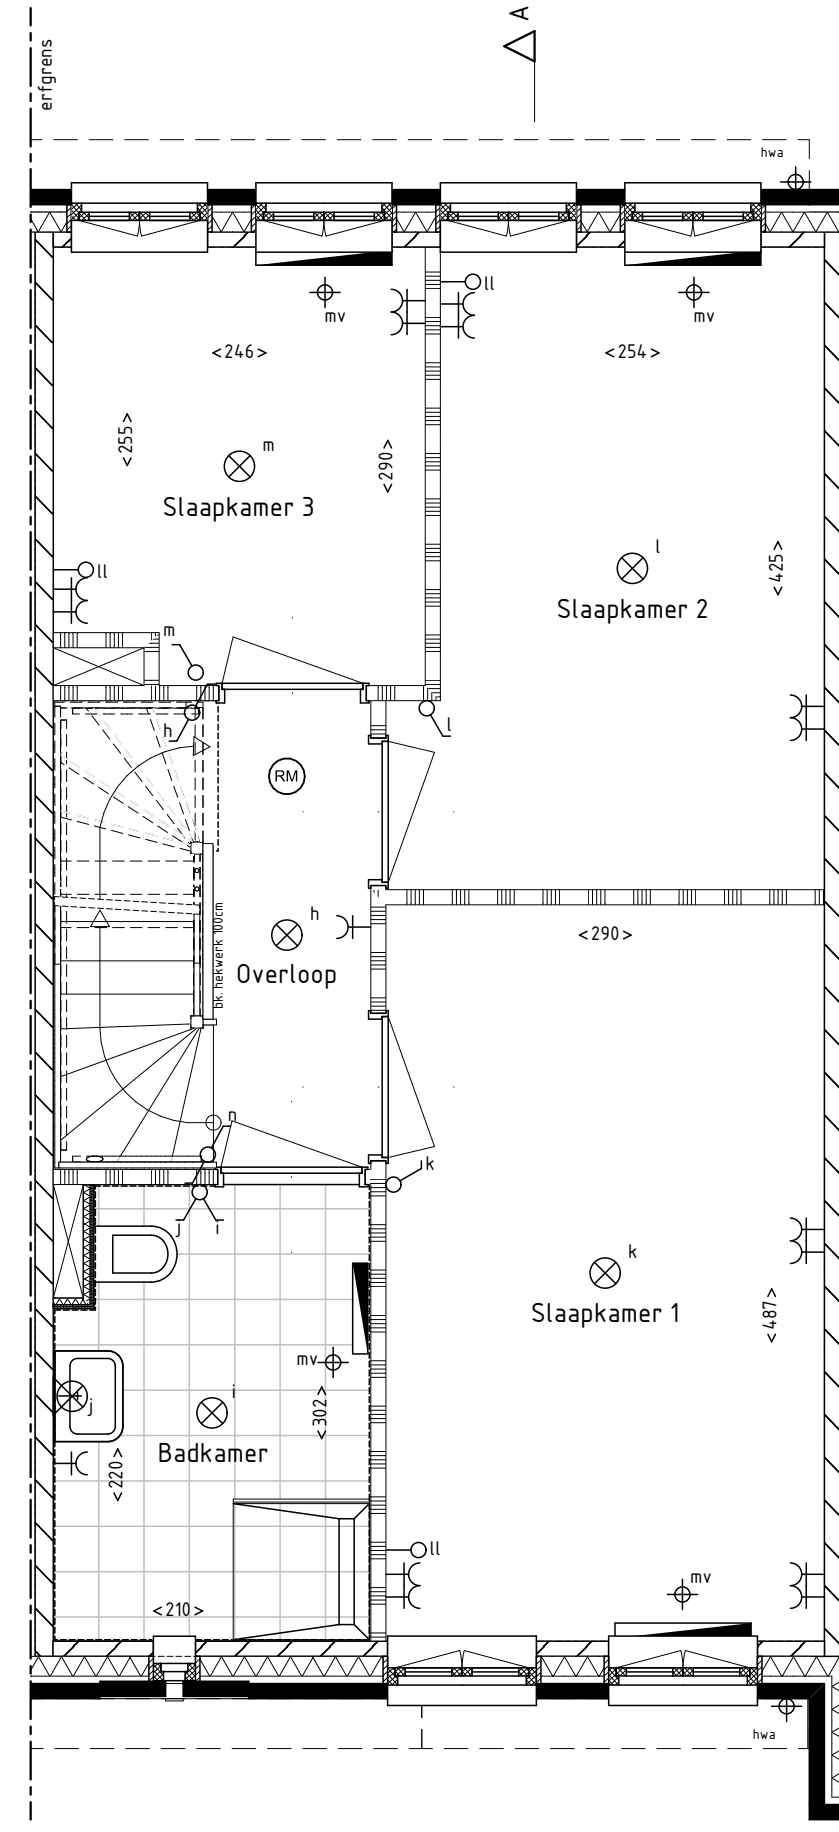 A
erfgrens
hwa
ll
mv
mv
<246>
<254>
<255>
<290>
m
Slaapkamer 3
l
<425>
Slaapkamer 2
ll
m
h
l
RM
h
bk. hekwerk 100cm
Overloop
<290>
n
k
j
i
k
Slaapkamer 1
<487>
mv
i
j
<302>
Badkamer
<220>
ll
mv
<210>
hwa